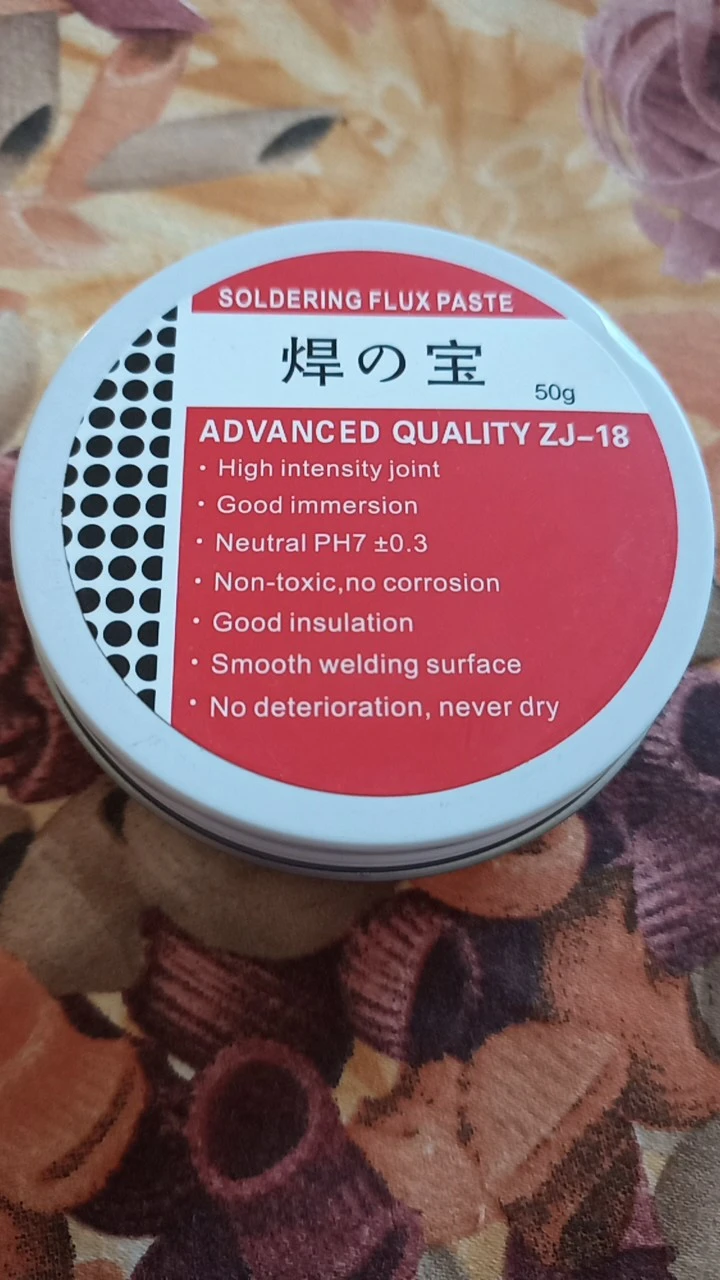 SOLDERING FLUX PASTE
焊の宝
50g
ADVANCED QUALITY ZJ-18
· High intensity joint
· Good immersion
· Neutral PH7 ±0.3
· Non-toxic,no corrosion
· Good insulation
· Smooth welding surface
· No deterioration, never dry